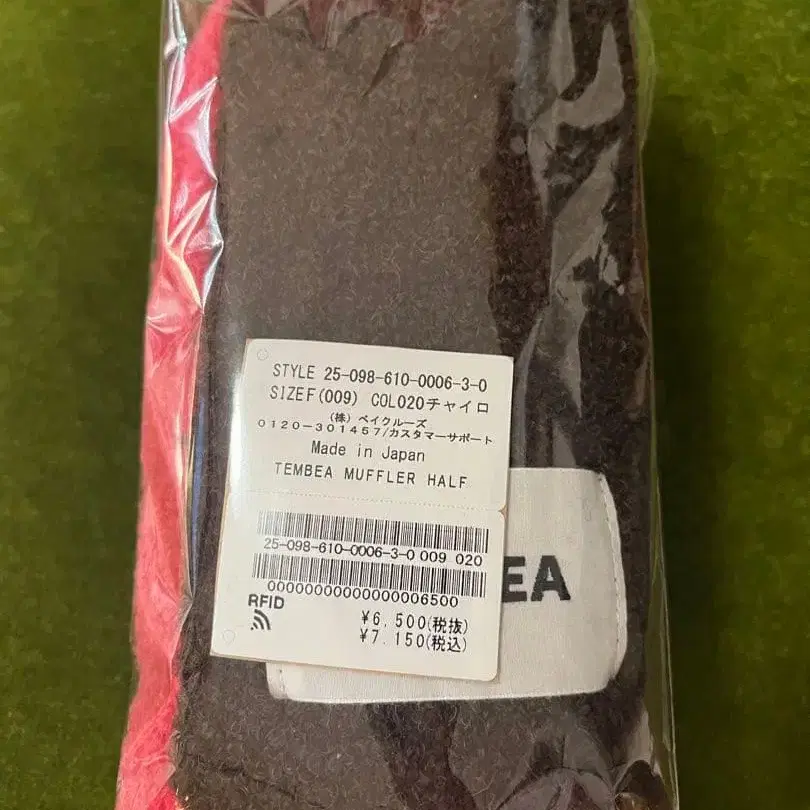 STYLE 25-098-610-0006-3-0
SIZEF(009) COL020チャイロ
(株) ベイクルーズ
0120-301457/カスタマーサポート
Made in Japan
TEMBEA MUFFLER HALF
25-098-610-0006-3-0 009 020
00000000000000006500
RFID
¥6,500(税抜)
¥7,150(税込)
EA